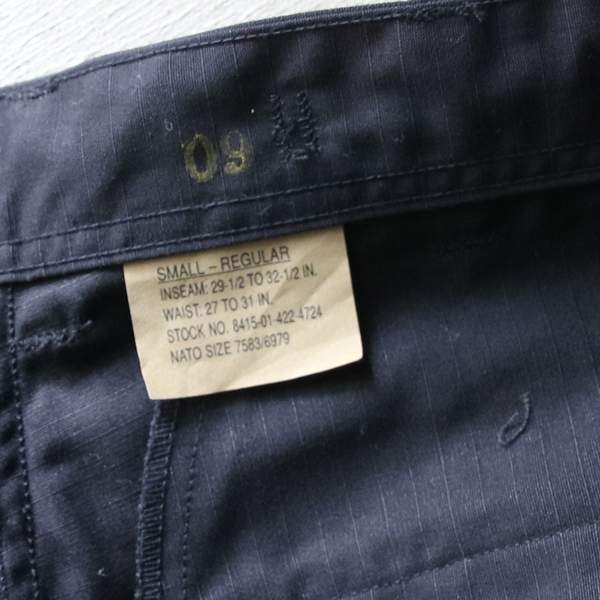 09
SMALL – REGULAR
INSEAM: 29-1/2 TO 32-1/2 IN.
WAIST: 27 TO 31 IN.
STOCK NO. 8415-01-422-4724
NATO SIZE 7583/6979